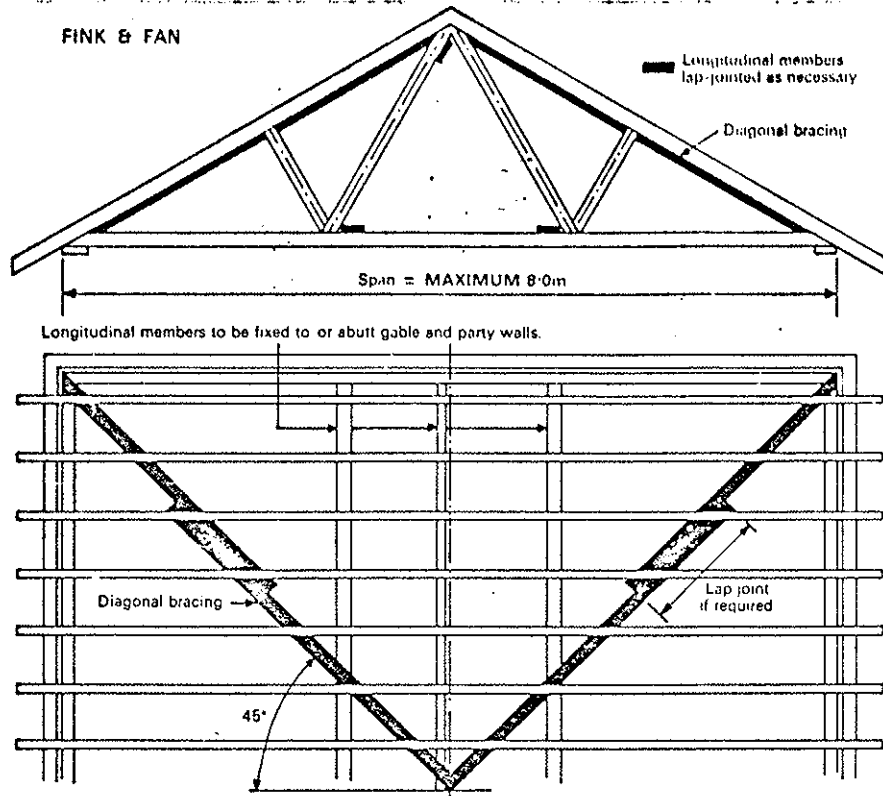 FINK & FAN
Longitudinal members
lap-jointed as necessary
Diagonal bracing
Span = MAXIMUM 8·0m
Longitudinal members to be fixed to or abutt gable and party walls.
Diagonal bracing
Lap joint
if required
45°